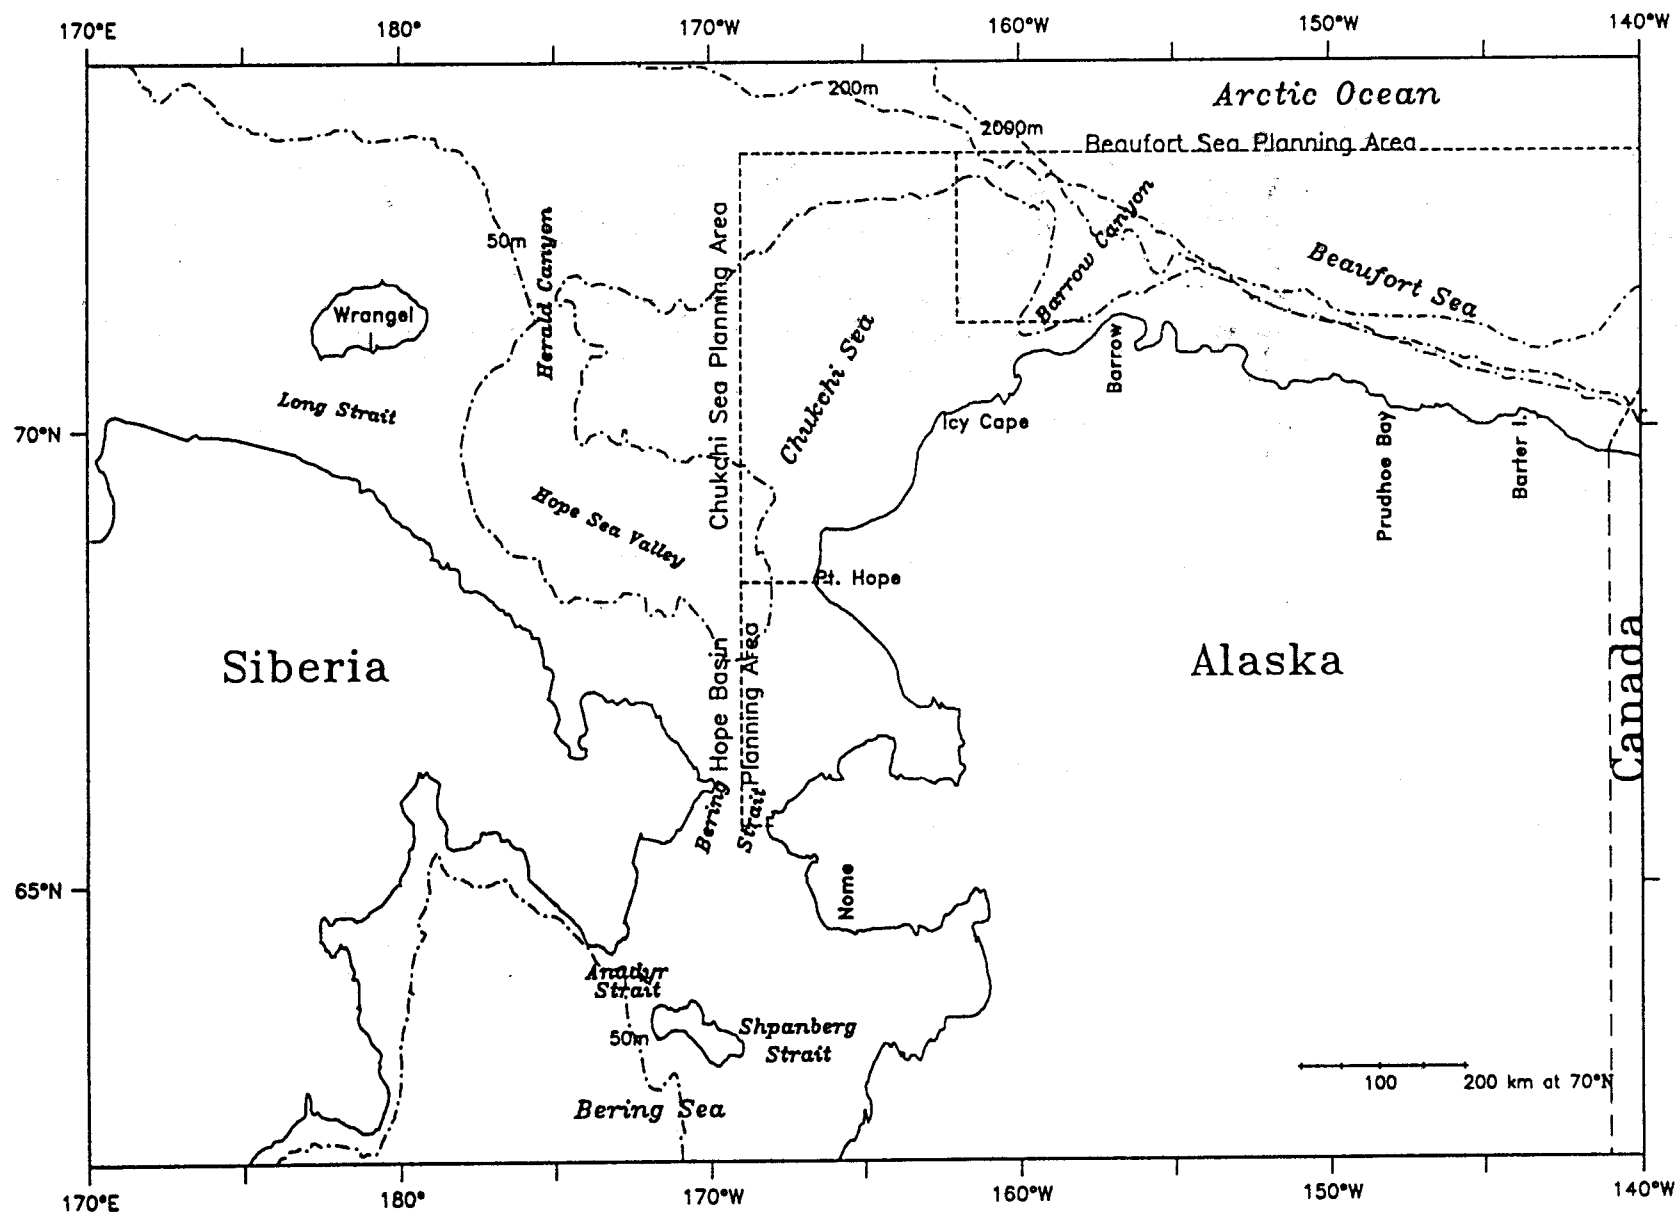 170°E
180°
170°W
160°W
150°W
140°W
Arctic Ocean
200m
2000m
Beaufort Sea Planning Area
Barrow Canyon
50m
Herald Canyon
Chukchi Sea Planning Area
Beaufort Sea
Wrangel
Chukchi Sea
Barrow
Long Strait
Icy Cape
70°N
Prudhoe Bay
Barter I.
Hope Sea Valley
Pt. Hope
Siberia
Alaska
Canada
Hope Basin
Planning Area
Bering
Strait
65°N
Nome
Anadyr
Strait
50m
Shpanberg
Strait
Bering Sea
100
200 km at 70°N
170°E
180°
170°W
160°W
150°W
140°W